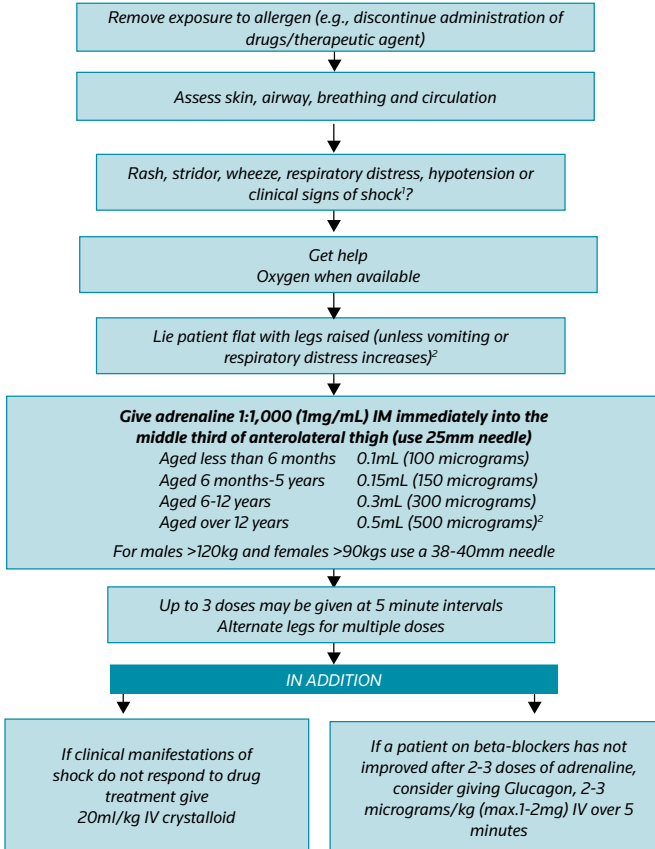 Remove exposure to allergen (e.g., discontinue administration of
drugs/therapeutic agent)
Assess skin, airway, breathing and circulation
Rash, stridor, wheeze, respiratory distress, hypotension or
clinical signs of shock¹?
Get help
Oxygen when available
Lie patient flat with legs raised (unless vomiting or
respiratory distress increases)²
Give adrenaline 1:1,000 (1mg/mL) IM immediately into the
middle third of anterolateral thigh (use 25mm needle)
Aged less than 6 months 0.1mL (100 micrograms)
Aged 6 months-5 years 0.15mL (150 micrograms)
Aged 6-12 years 0.3mL (300 micrograms)
Aged over 12 years 0.5mL (500 micrograms)²
For males >120kg and females >90kgs use a 38-40mm needle
Up to 3 doses may be given at 5 minute intervals
Alternate legs for multiple doses
IN ADDITION
If clinical manifestations of
shock do not respond to drug
treatment give
20ml/kg IV crystalloid
If a patient on beta-blockers has not
improved after 2-3 doses of adrenaline,
consider giving Glucagon, 2-3
micrograms/kg (max.1-2mg) IV over 5
minutes